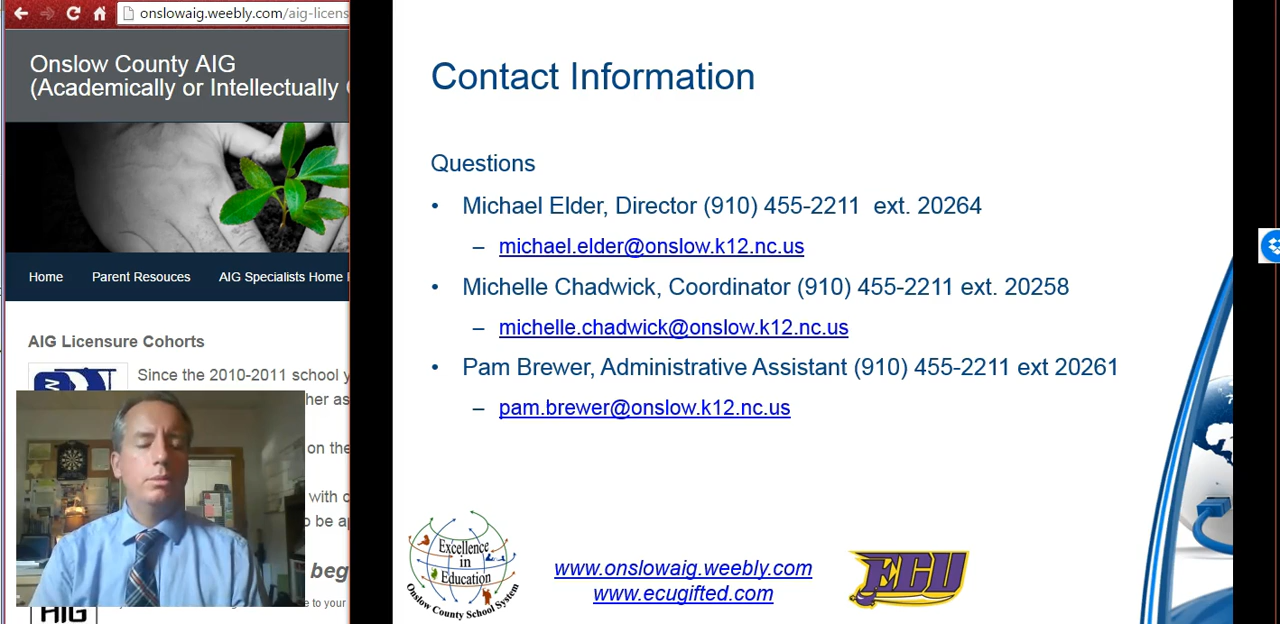 onslowaig.weebly.com/aig-licens
Onslow County AIG
(Academically or Intellectually
Home Parent Resouces AIG Specialists Home
AIG Licensure Cohorts
Since the 2010-2011 school y
her as
on the
with
o be ap
beg
to your
AIG
Contact Information
Questions
• Michael Elder, Director (910) 455-2211 ext. 20264
– michael.elder@onslow.k12.nc.us
• Michelle Chadwick, Coordinator (910) 455-2211 ext. 20258
– michelle.chadwick@onslow.k12.nc.us
• Pam Brewer, Administrative Assistant (910) 455-2211 ext 20261
– pam.brewer@onslow.k12.nc.us
Excellence
in
Education
Onslow County School System
www.onslowaig.weebly.com
www.ecugifted.com
ECU